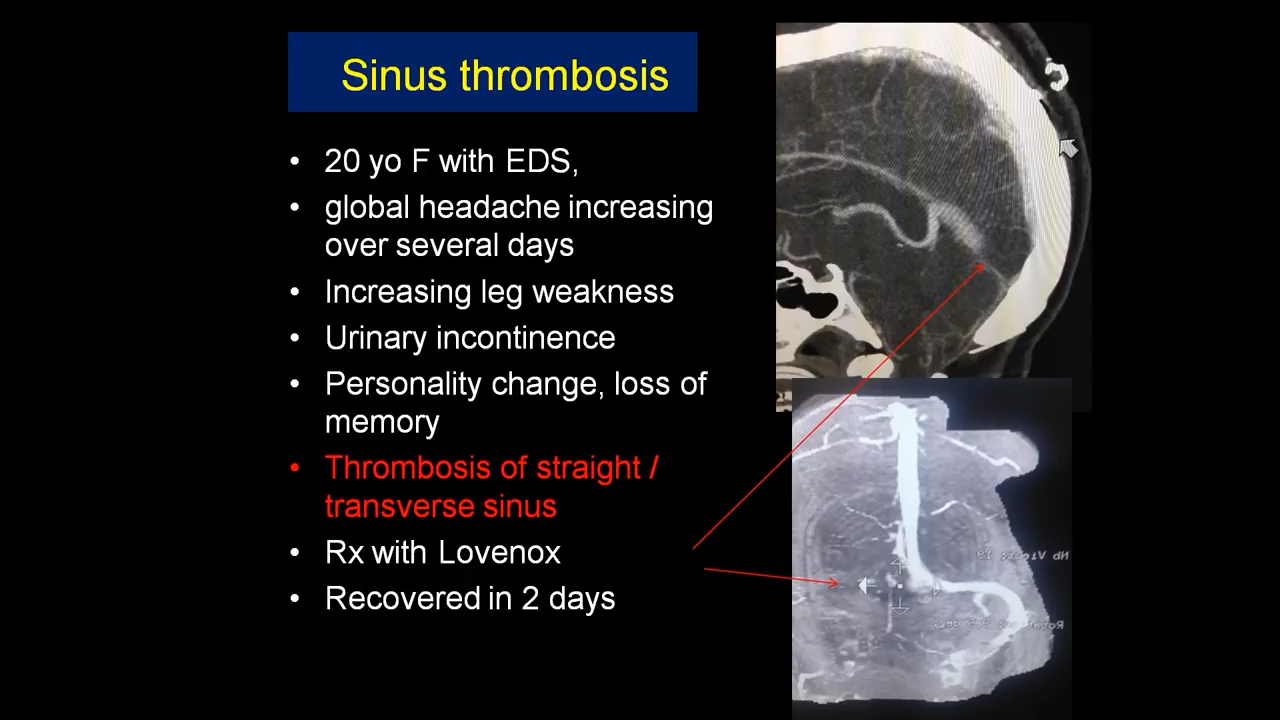 Sinus thrombosis
• 20 yo F with EDS,
• global headache increasing
over several days
• Increasing leg weakness
• Urinary incontinence
• Personality change, loss of
memory
• Thrombosis of straight /
transverse sinus
• Rx with Lovenox
• Recovered in 2 days